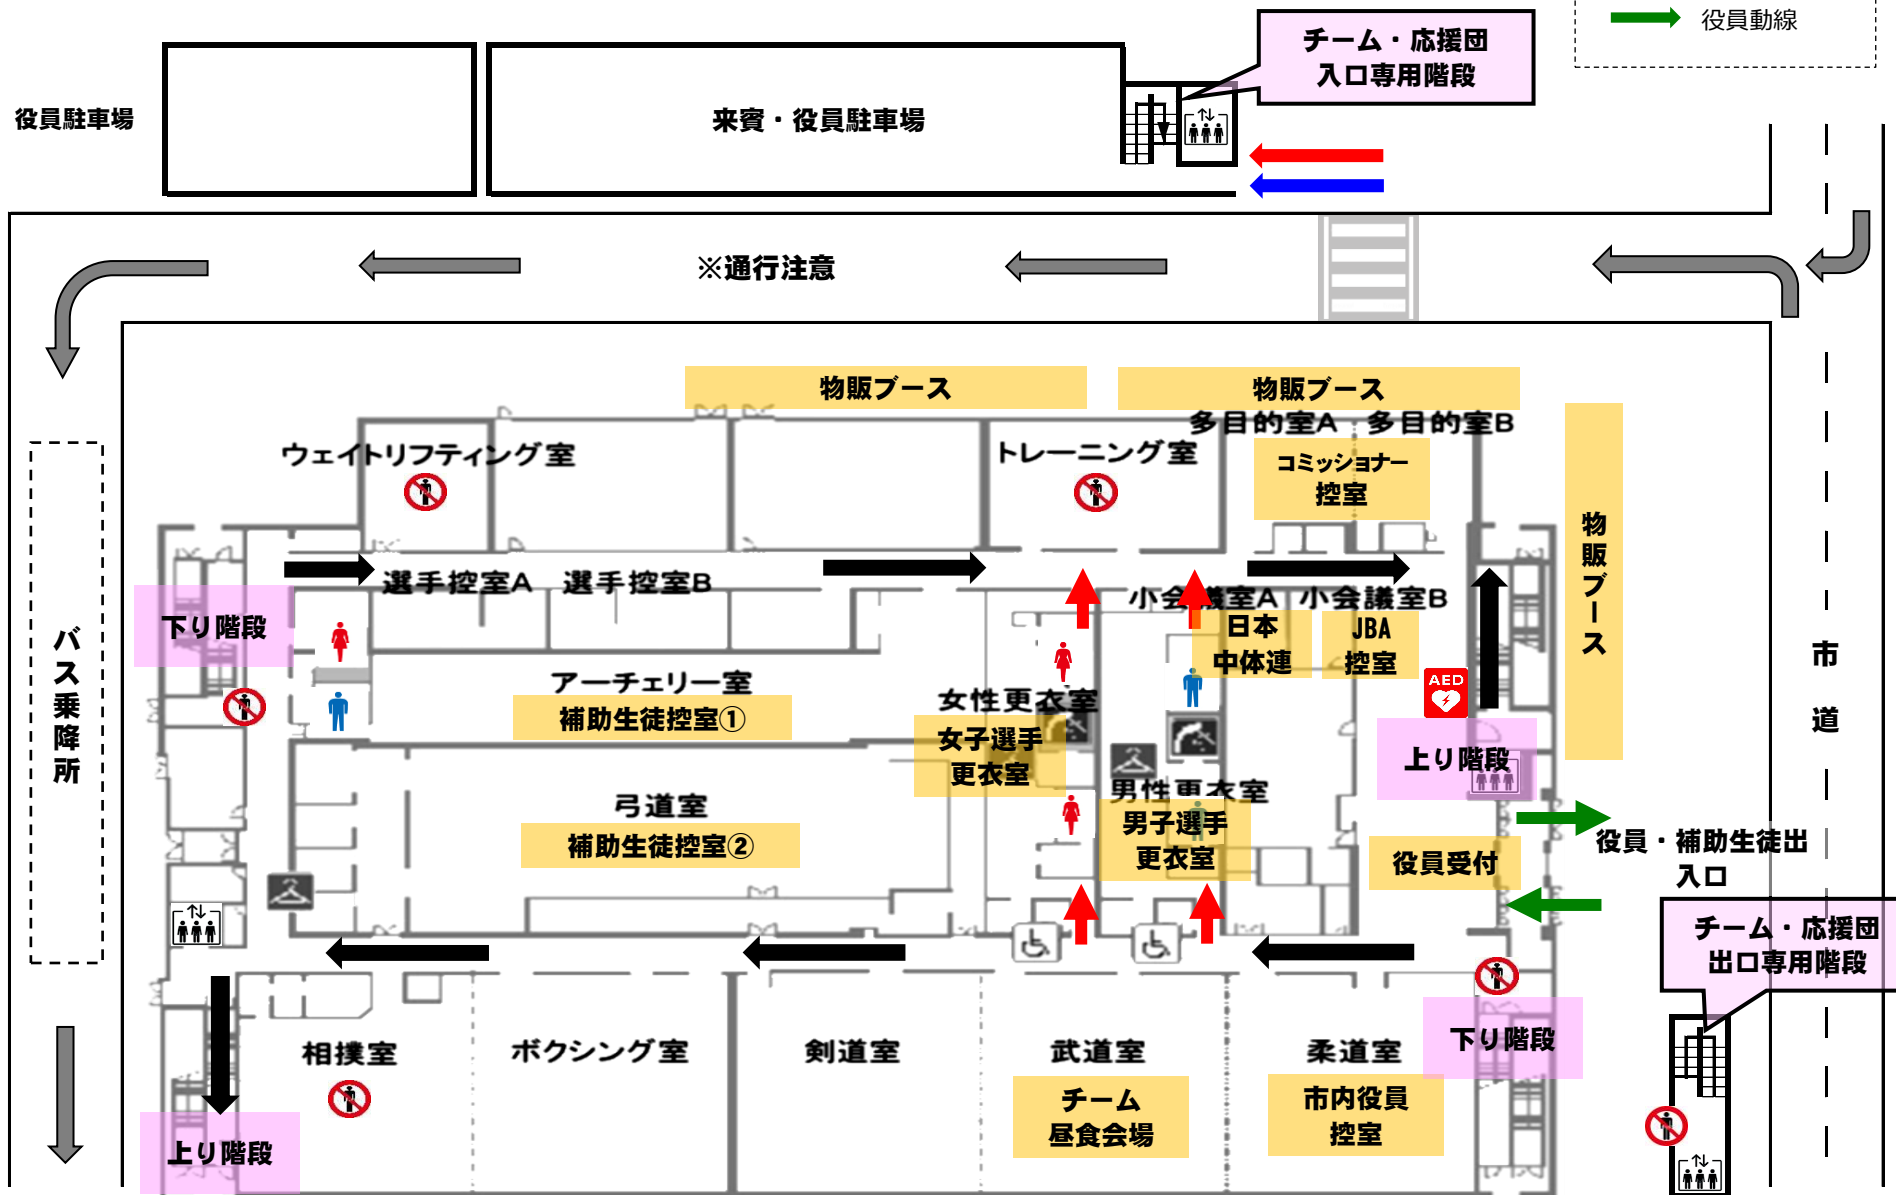 役員動線
チーム・応援団
入口専用階段
役員駐車場
来賓・役員駐車場
※通行注意
物販ブース
物販ブース
多目的室A
多目的室B
ウェイトリフティング室
トレーニング室
コミッショナー
控室
物販ブース
選手控室A
選手控室B
小会議室A
小会議室B
下り階段
日本
中体連
JBA
控室
バス乗降所
市道
アーチェリー室
補助生徒控室①
女性更衣室
女子選手
更衣室
AED
上り階段
弓道室
補助生徒控室②
男性更衣室
男子選手
更衣室
役員受付
役員・補助生徒出
入口
チーム・応援団
出口専用階段
相撲室
ボクシング室
剣道室
武道室
柔道室
下り階段
チーム
昼食会場
市内役員
控室
上り階段